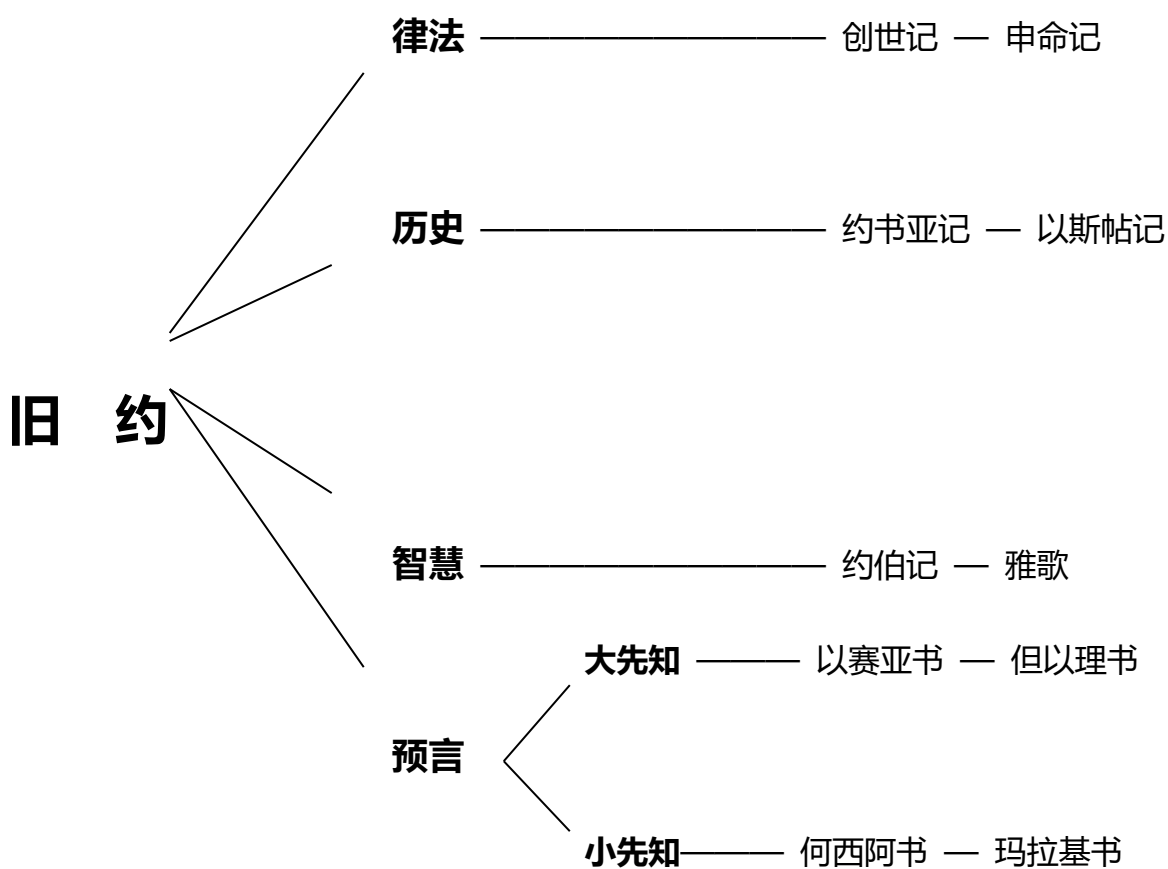 律法 —————————— 创世记 — 申命记
历史 —————————— 约书亚记 — 以斯帖记
旧 约
智慧 —————————— 约伯记 — 雅歌
大先知 ——— 以赛亚书 — 但以理书
预言
小先知——— 何西阿书 — 玛拉基书